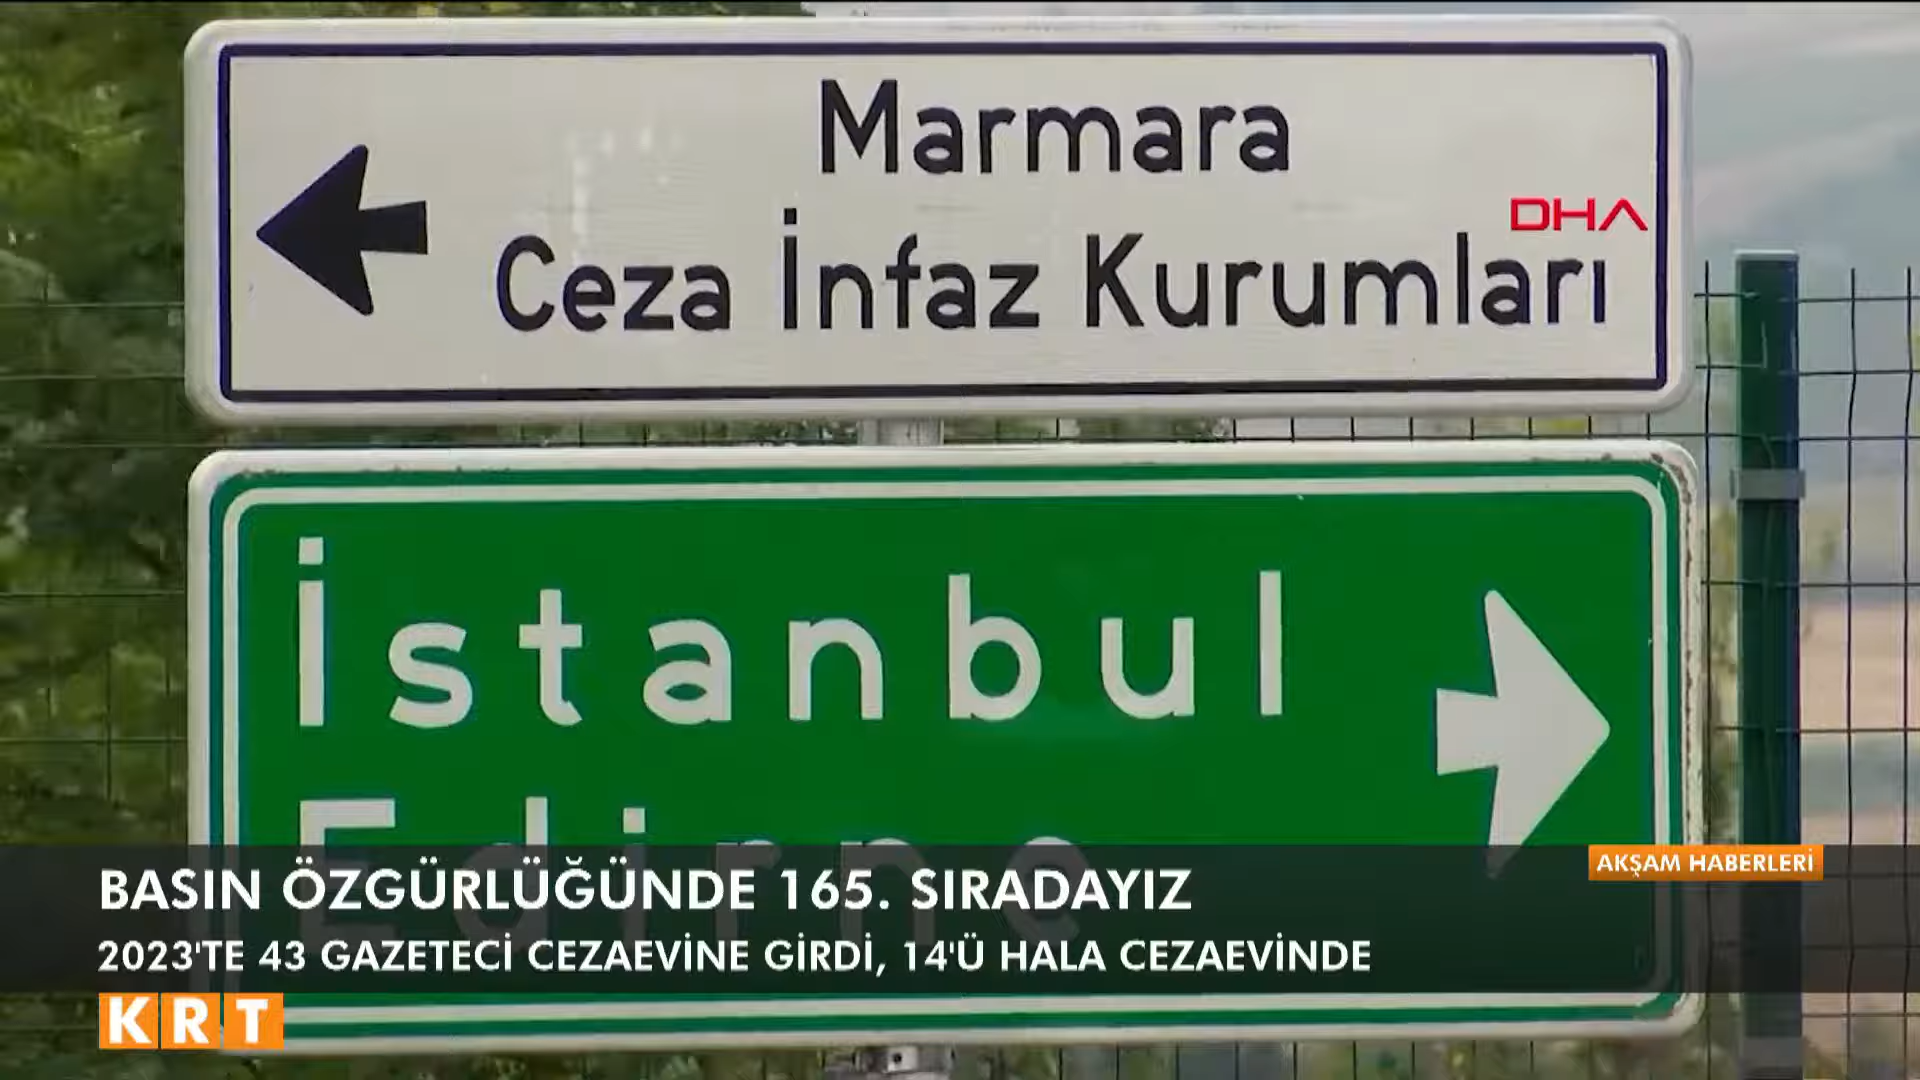 Marmara
DHA
Ceza İnfaz Kurumları
İstanbul
Edirne
AKŞAM HABERLERİ
BASIN ÖZGÜRLÜĞÜNDE 165. SIRADAYIZ
2023'TE 43 GAZETECİ CEZAEVİNE GİRDİ, 14'Ü HALA CEZAEVİNDE
KRT